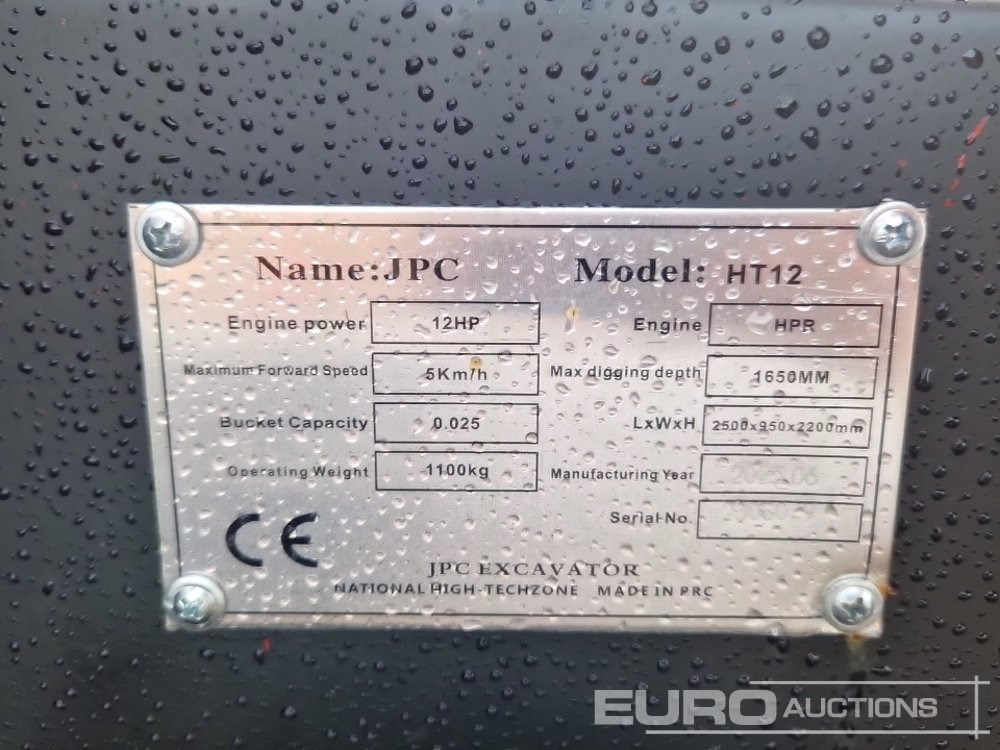 Name:JPC Model: HT12
Engine power 12HP Engine HPR
Maximum Forward Speed 5Km/h Max digging depth 1650MM
Bucket Capacity 0.025 LxWxH 2500x950x2200mm
Operating Weight 1100kg Manufacturing Year
Serial No.
CE
JPC EXCAVATOR
NATIONAL HIGH-TECHZONE MADE IN PRC
EURO AUCTIONS